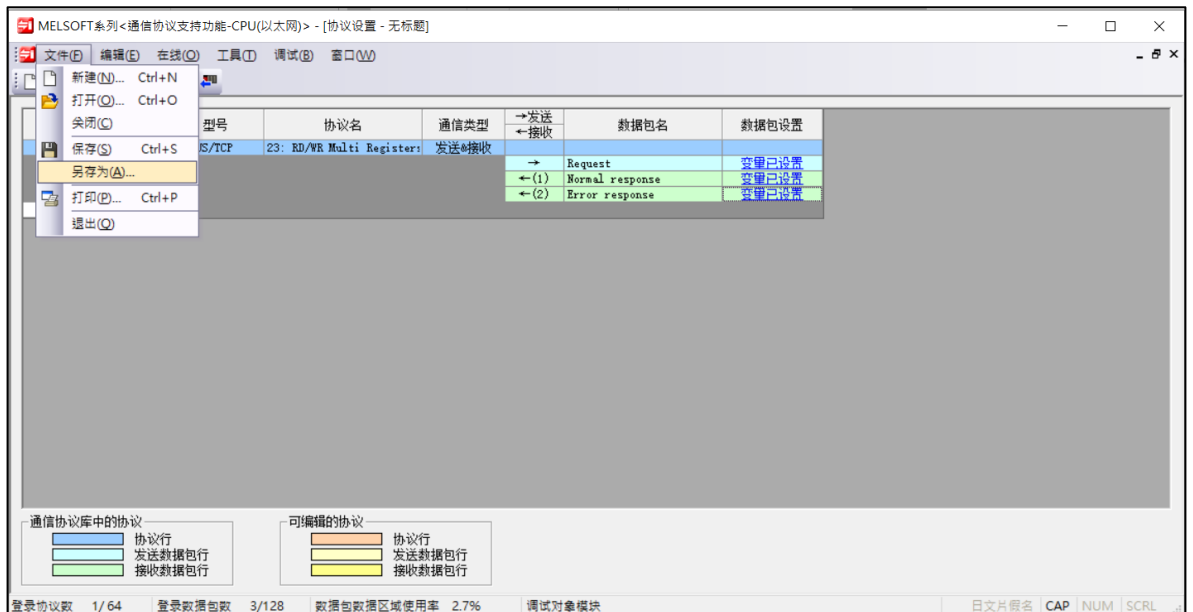 MELSOFT系列<通信协议支持功能-CPU(以太网)> - [协议设置 - 无标题]
文件(F) 编辑(E) 在线(O) 工具(T) 调试(B) 窗口(W)
新建(N)... Ctrl+N
打开(O)... Ctrl+O
关闭(C)
保存(S) Ctrl+S
另存为(A)...
打印(P)... Ctrl+P
退出(Q)
型号 协议名 通信类型 →发送 数据包名 数据包设置
←接收
S/TCP 23: RD/WR Multi Registers 发送&接收
→ Request 变量已设置
←(1) Normal response 变量已设置
←(2) Error response 变量已设置
通信协议库中的协议 可编辑的协议
协议行 协议行
发送数据包行 发送数据包行
接收数据包行 接收数据包行
登录协议数 1/64 登录数据包数 3/128 数据包数据区域使用率 2.7% 调试对象模块 日文片假名 CAP NUM SCRL